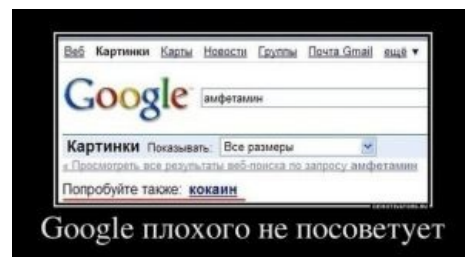 Веб Картинки Карты Новости Группы Почта Gmail ещё ▼
Google амфетамин
Картинки Показывать: Все размеры
« Просмотреть все результаты веб-поиска по запросу амфетамин
Попробуйте также: кокаин
Google плохого не посоветует